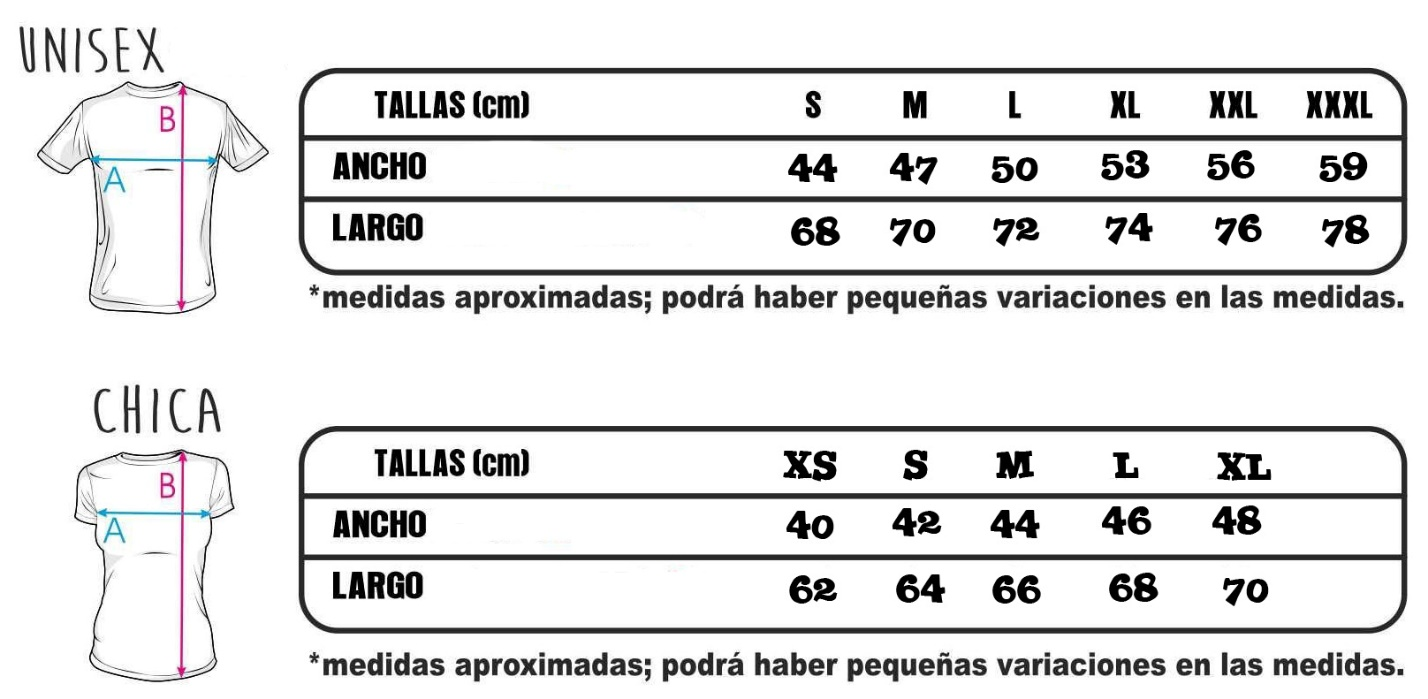 UNISEX
TALLAS (cm) S M L XL XXL XXXL
B
ANCHO 44 47 50 53 56 59
A
LARGO 68 70 72 74 76 78
*medidas aproximadas; podrá haber pequeñas variaciones en las medidas.
CHICA
TALLAS (cm) XS S M L XL
B
ANCHO 40 42 44 46 48
A
LARGO 62 64 66 68 70
*medidas aproximadas; podrá haber pequeñas variaciones en las medidas.